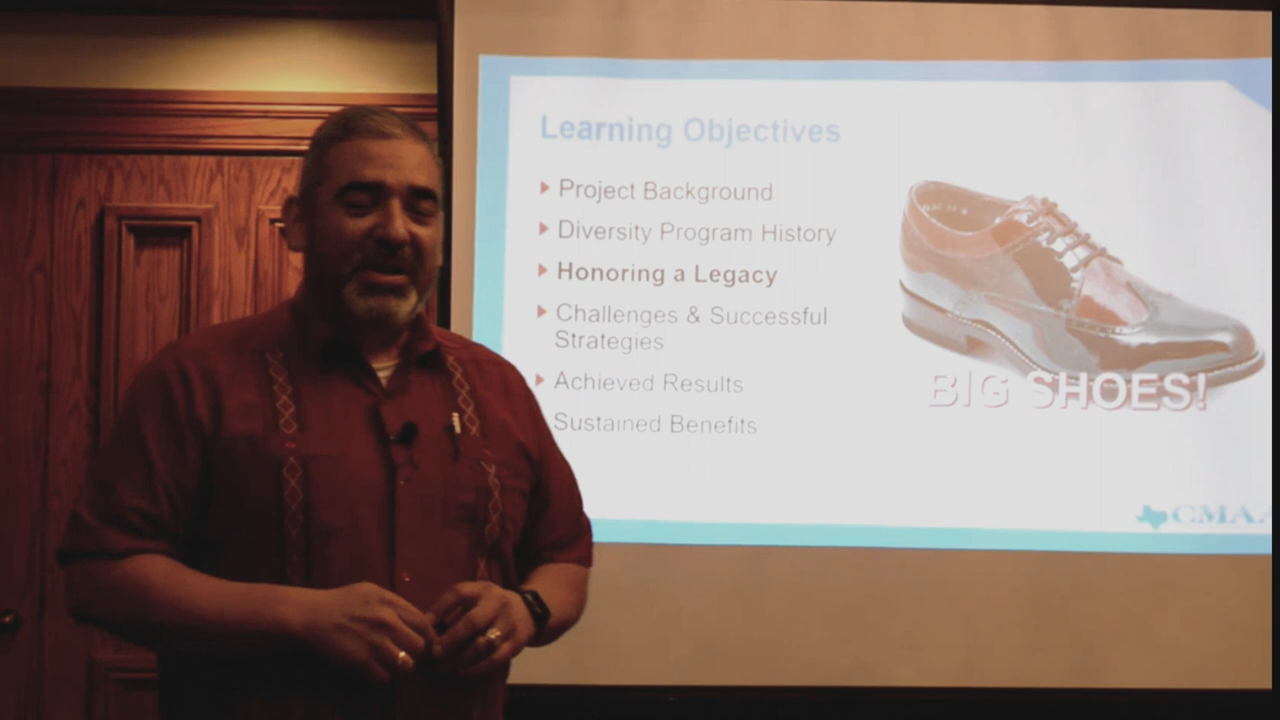 Learning Objectives
Project Background
Diversity Program History
Honoring a Legacy
Challenges & Successful
Strategies
Achieved Results
Sustained Benefits
BIG SHOES!
CMAA